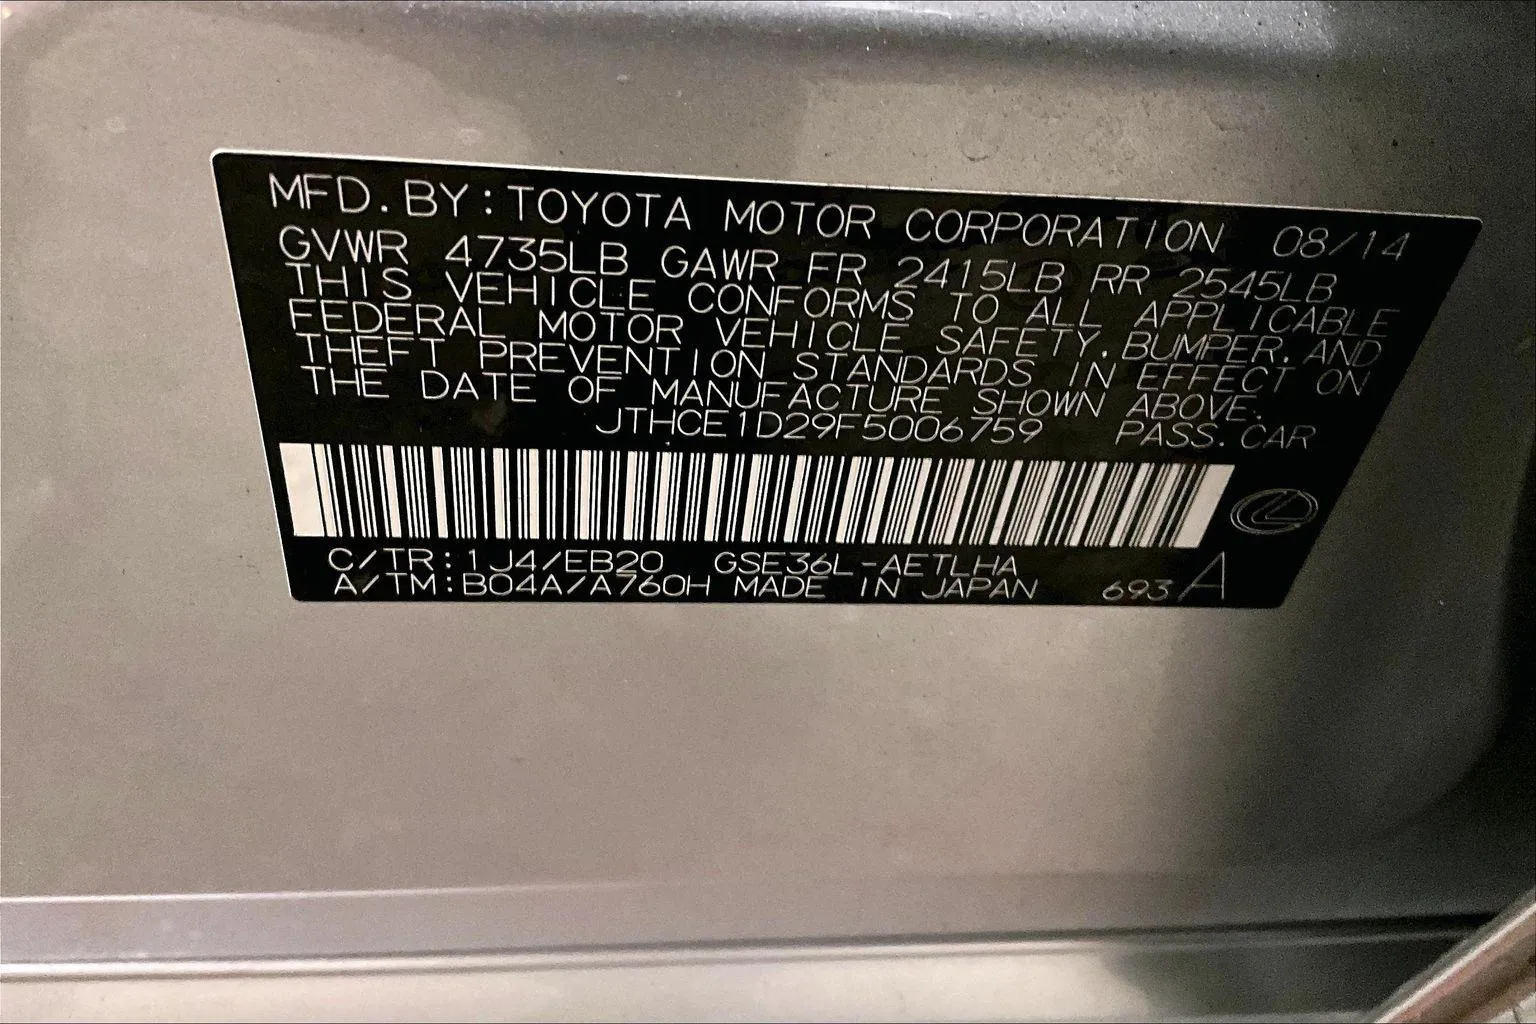 MFD. BY: TOYOTA MOTOR CORPORATION 08/14
GVWR 4735LB GAWR FR 2415LB RR 2545LB
THIS VEHICLE CONFORMS TO ALL APPLICABLE
FEDERAL MOTOR VEHICLE SAFETY. BUMPER. AND
THEFT PREVENTION STANDARDS IN EFFECT ON
THE DATE OF MANUFACTURE SHOWN ABOVE.
JTHCE1D29F5006759 PASS. CAR
C/TR: 1J4/EB20 GSE36L-AETLHA
A/TM: B04A/A760H MADE IN JAPAN 693 A